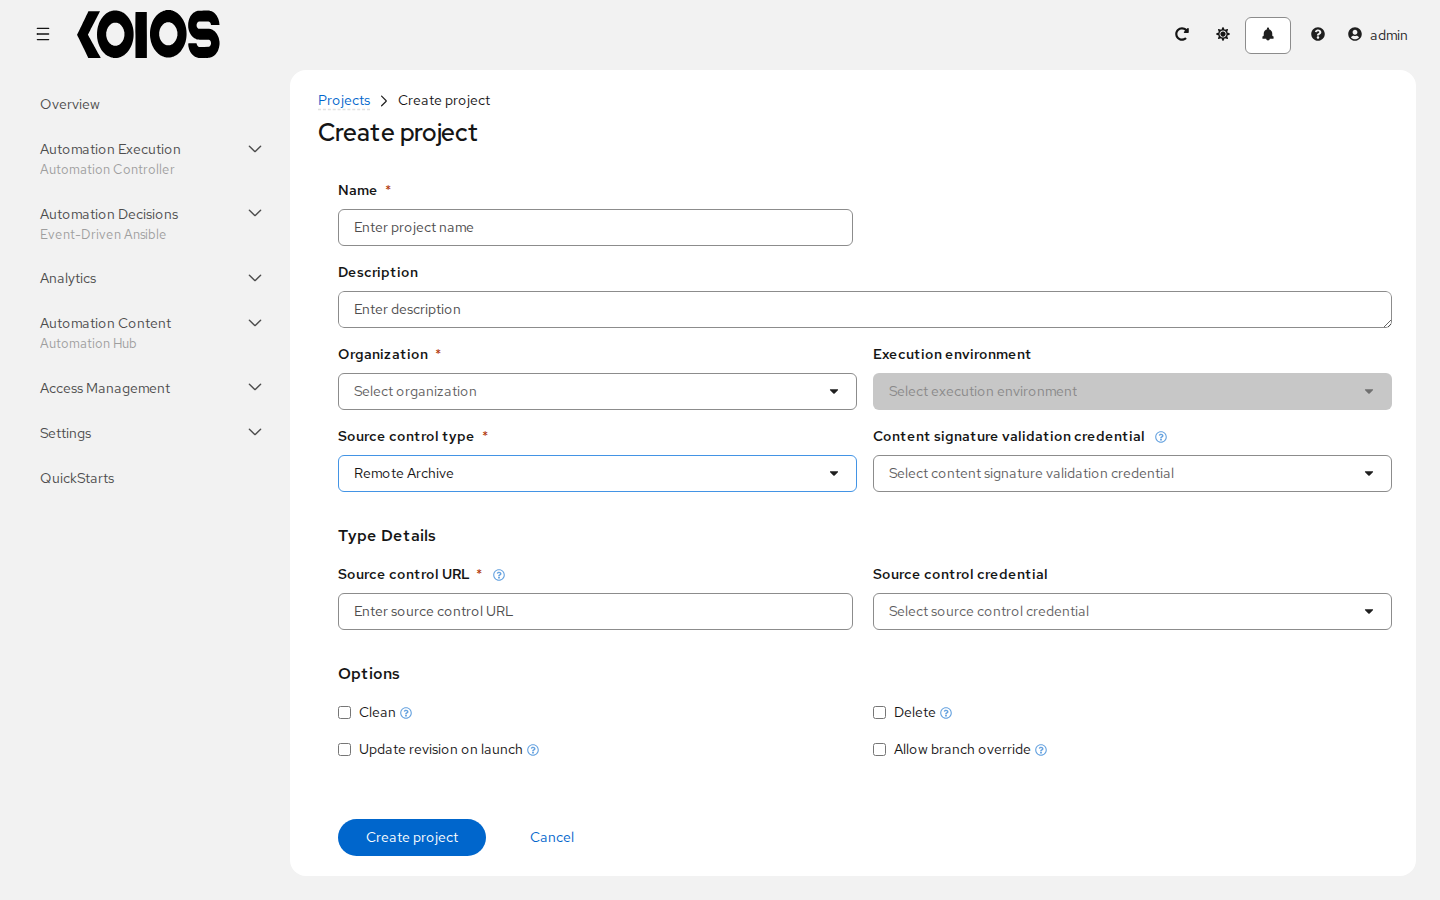 KOIOS
admin
Overview
Automation Execution
Automation Controller
Automation Decisions
Event-Driven Ansible
Analytics
Automation Content
Automation Hub
Access Management
Settings
QuickStarts
Projects > Create project
Create project
Name *
Enter project name
Description
Enter description
Organization *
Select organization
Execution environment
Select execution environment
Source control type *
Remote Archive
Content signature validation credential
Select content signature validation credential
Type Details
Source control URL *
Enter source control URL
Source control credential
Select source control credential
Options
Clean
Delete
Update revision on launch
Allow branch override
Create project
Cancel